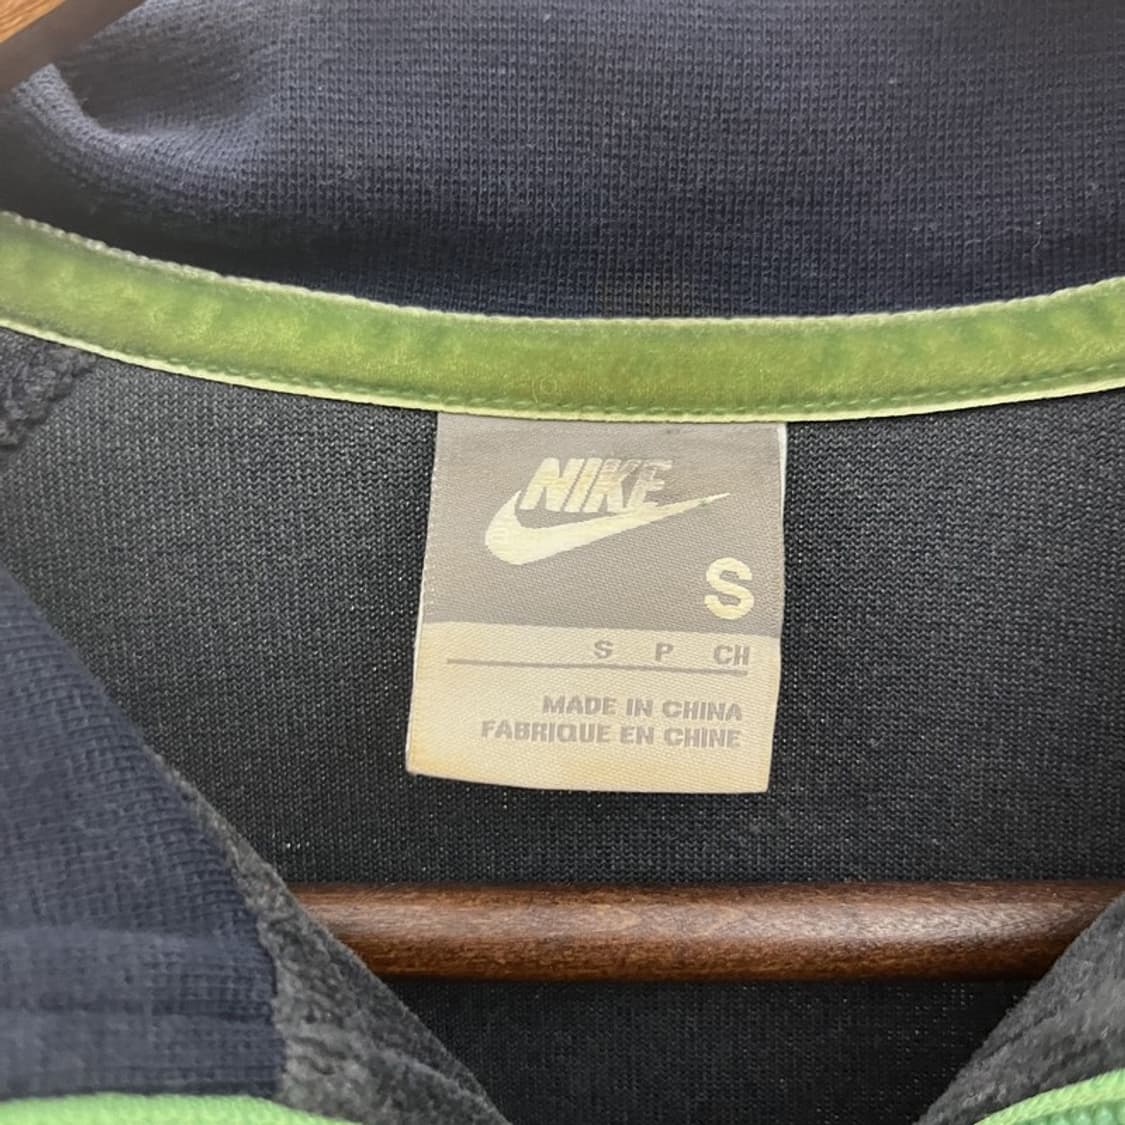 NIKE
S
S P CH
MADE IN CHINA
FABRIQUE EN CHINE